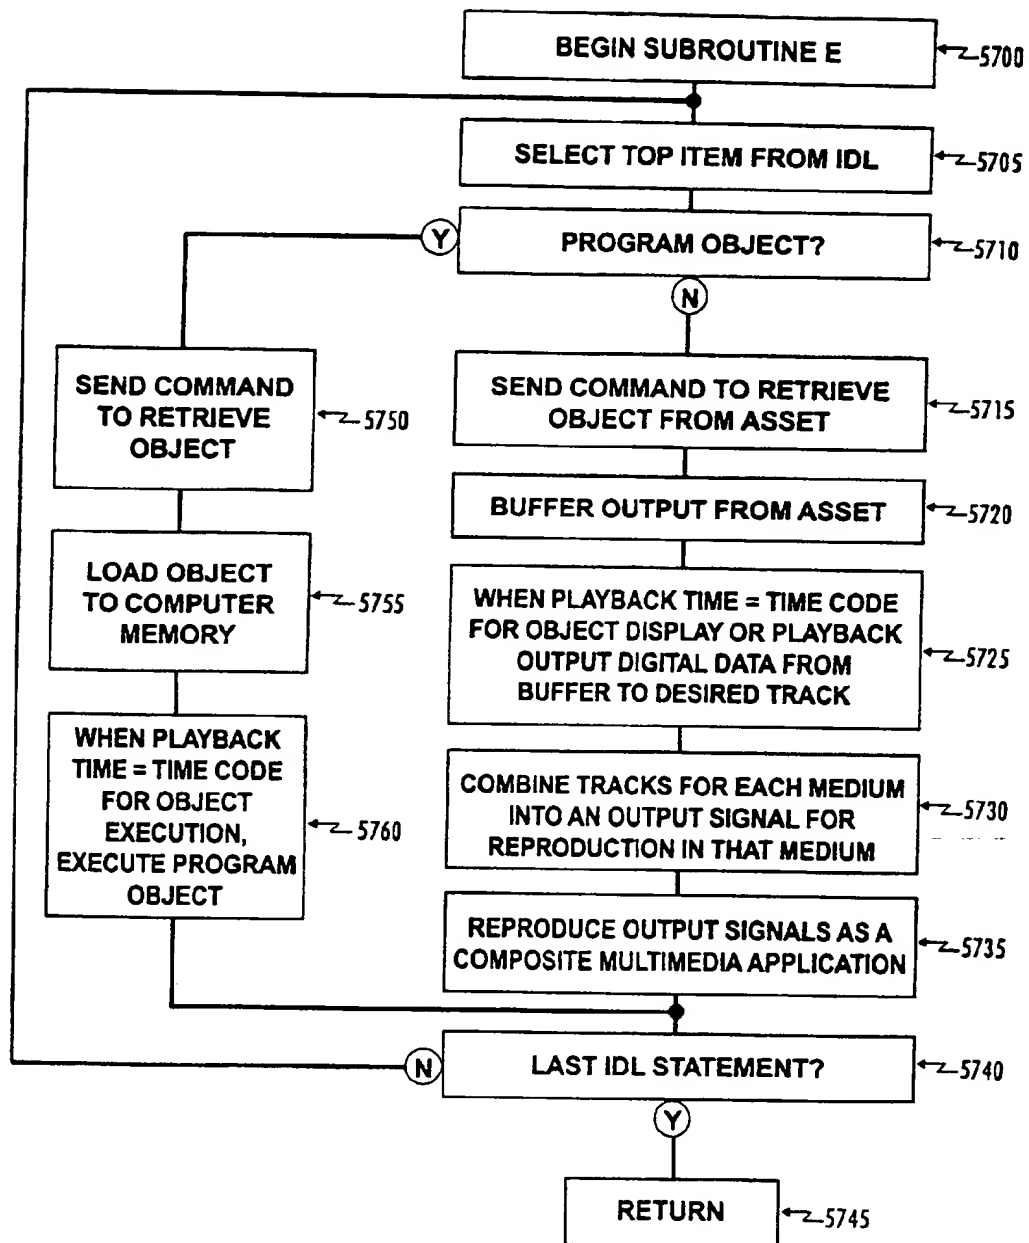 BEGIN SUBROUTINE E
5700
SELECT TOP ITEM FROM IDL
5705
Y
PROGRAM OBJECT?
5710
N
SEND COMMAND
TO RETRIEVE
OBJECT
5750
SEND COMMAND TO RETRIEVE
OBJECT FROM ASSET
5715
BUFFER OUTPUT FROM ASSET
5720
LOAD OBJECT
TO COMPUTER
MEMORY
5755
WHEN PLAYBACK TIME = TIME CODE
FOR OBJECT DISPLAY OR PLAYBACK
OUTPUT DIGITAL DATA FROM
BUFFER TO DESIRED TRACK
5725
WHEN PLAYBACK
TIME = TIME CODE
FOR OBJECT
EXECUTION,
EXECUTE PROGRAM
OBJECT
5760
COMBINE TRACKS FOR EACH MEDIUM
INTO AN OUTPUT SIGNAL FOR
REPRODUCTION IN THAT MEDIUM
5730
REPRODUCE OUTPUT SIGNALS AS A
COMPOSITE MULTIMEDIA APPLICATION
5735
N
LAST IDL STATEMENT?
5740
Y
RETURN
5745